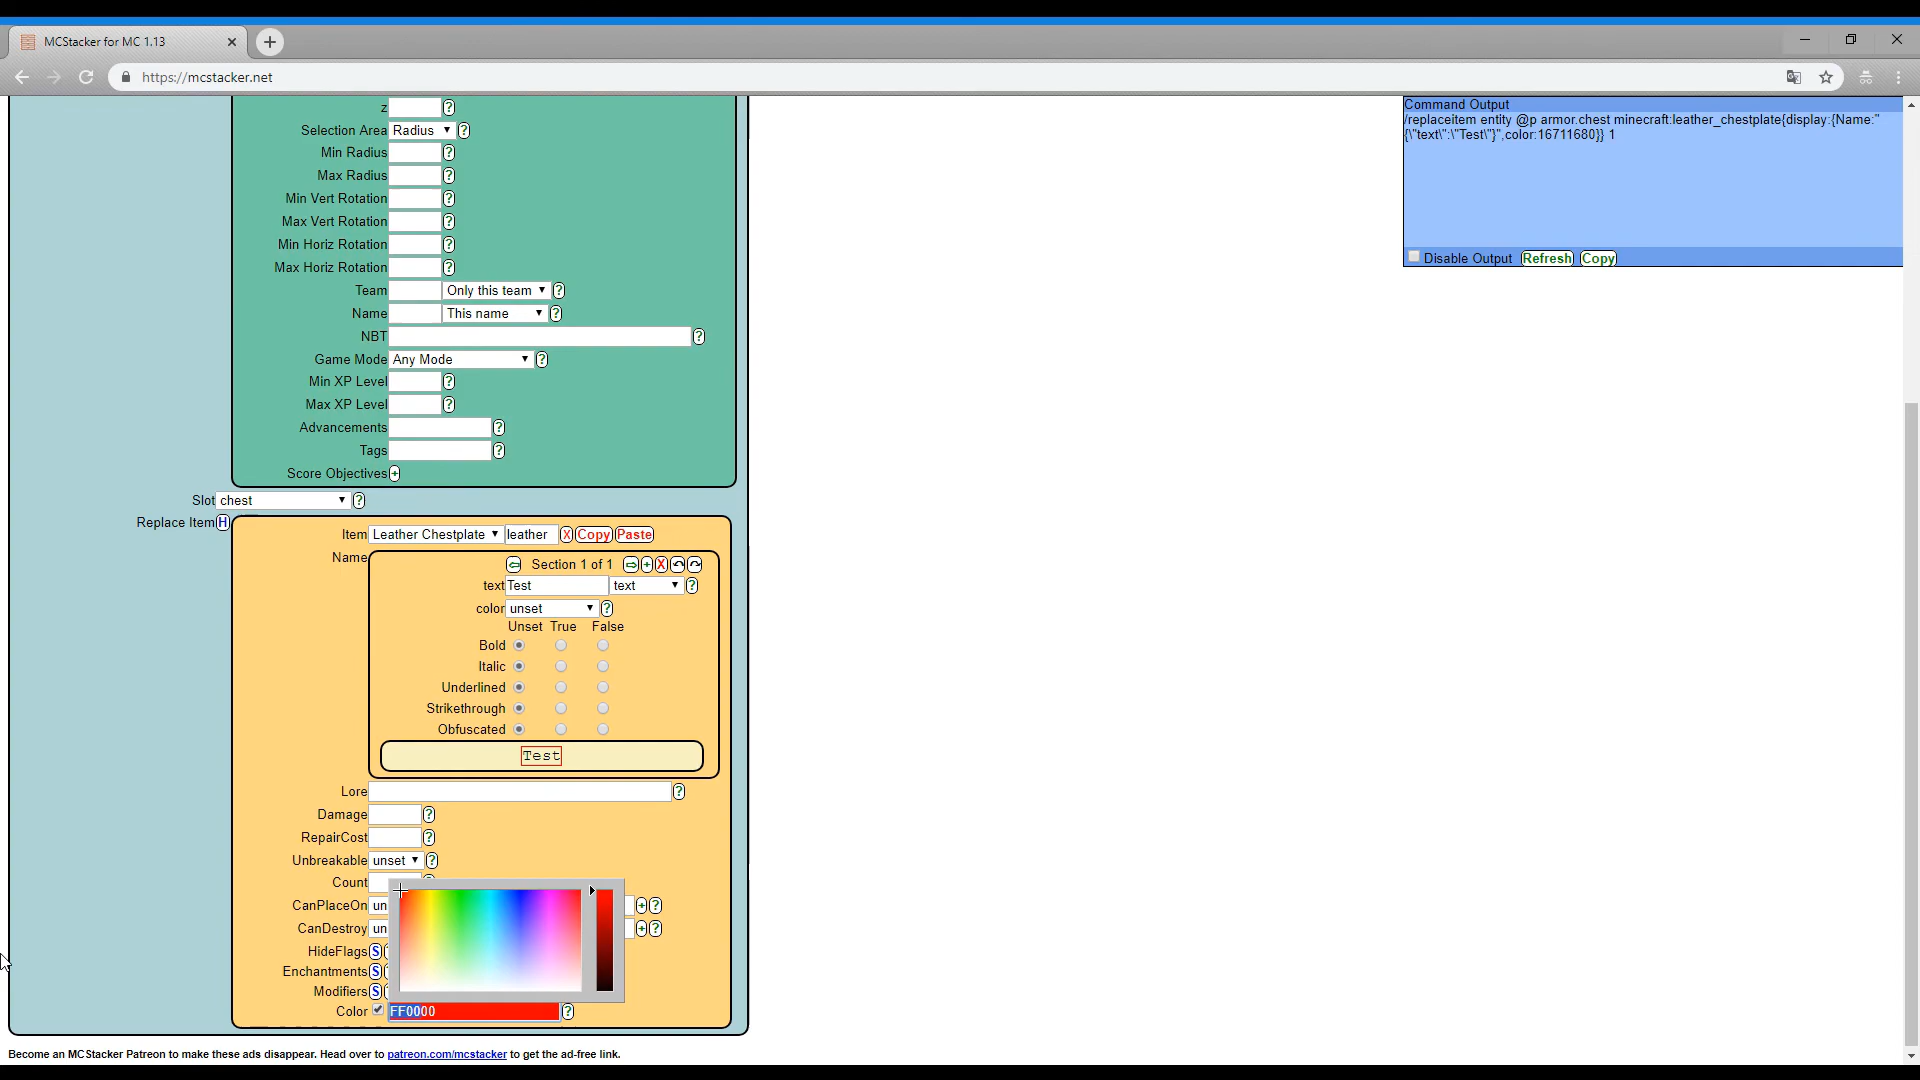 MCStacker for MC 1.13
https://mcstacker.net
z ?
Selection Area Radius ?
Min Radius ?
Max Radius ?
Min Vert Rotation ?
Max Vert Rotation ?
Min Horiz Rotation ?
Max Horiz Rotation ?
Team Only this team ?
Name This name ?
NBT ?
Game Mode Any Mode ?
Min XP Level ?
Max XP Level ?
Advancements ?
Tags ?
Score Objectives +
Slot chest ?
Replace Item H
Item Leather Chestplate leather X Copy Paste
Name
Section 1 of 1 + X
text Test text ?
color unset ?
Unset True False
Bold
Italic
Underlined
Strikethrough
Obfuscated
Test
Lore ?
Damage ?
RepairCost ?
Unbreakable unset ?
Count
CanPlaceOn un + ?
CanDestroy un + ?
HideFlags S
Enchantments S
Modifiers S
Color FF0000 ?
Become an MCStacker Patreon to make these ads disappear. Head over to patreon.com/mcstacker to get the ad-free link.
Command Output
/replaceitem entity @p armor.chest minecraft:leather_chestplate{display:{Name:"
{\"text\":\"Test\"}",color:16711680}} 1
Disable Output Refresh Copy